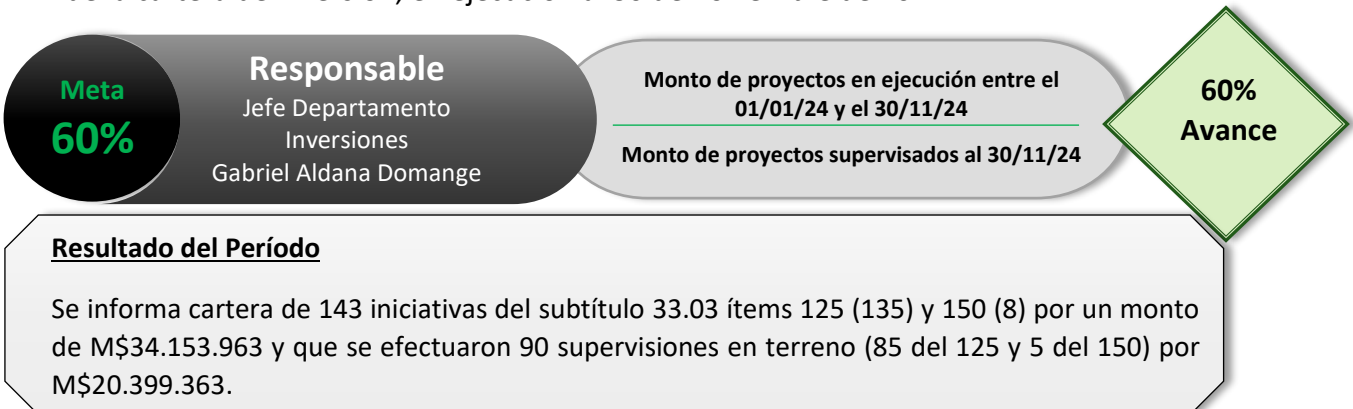 Meta
60%
Responsable
Jefe Departamento
Inversiones
Gabriel Aldana Domange
Monto de proyectos en ejecución entre el
01/01/24 y el 30/11/24
Monto de proyectos supervisados al 30/11/24
60%
Avance
Resultado del Período
Se informa cartera de 143 iniciativas del subtítulo 33.03 ítems 125 (135) y 150 (8) por un monto
de M$34.153.963 y que se efectuaron 90 supervisiones en terreno (85 del 125 y 5 del 150) por
M$20.399.363.